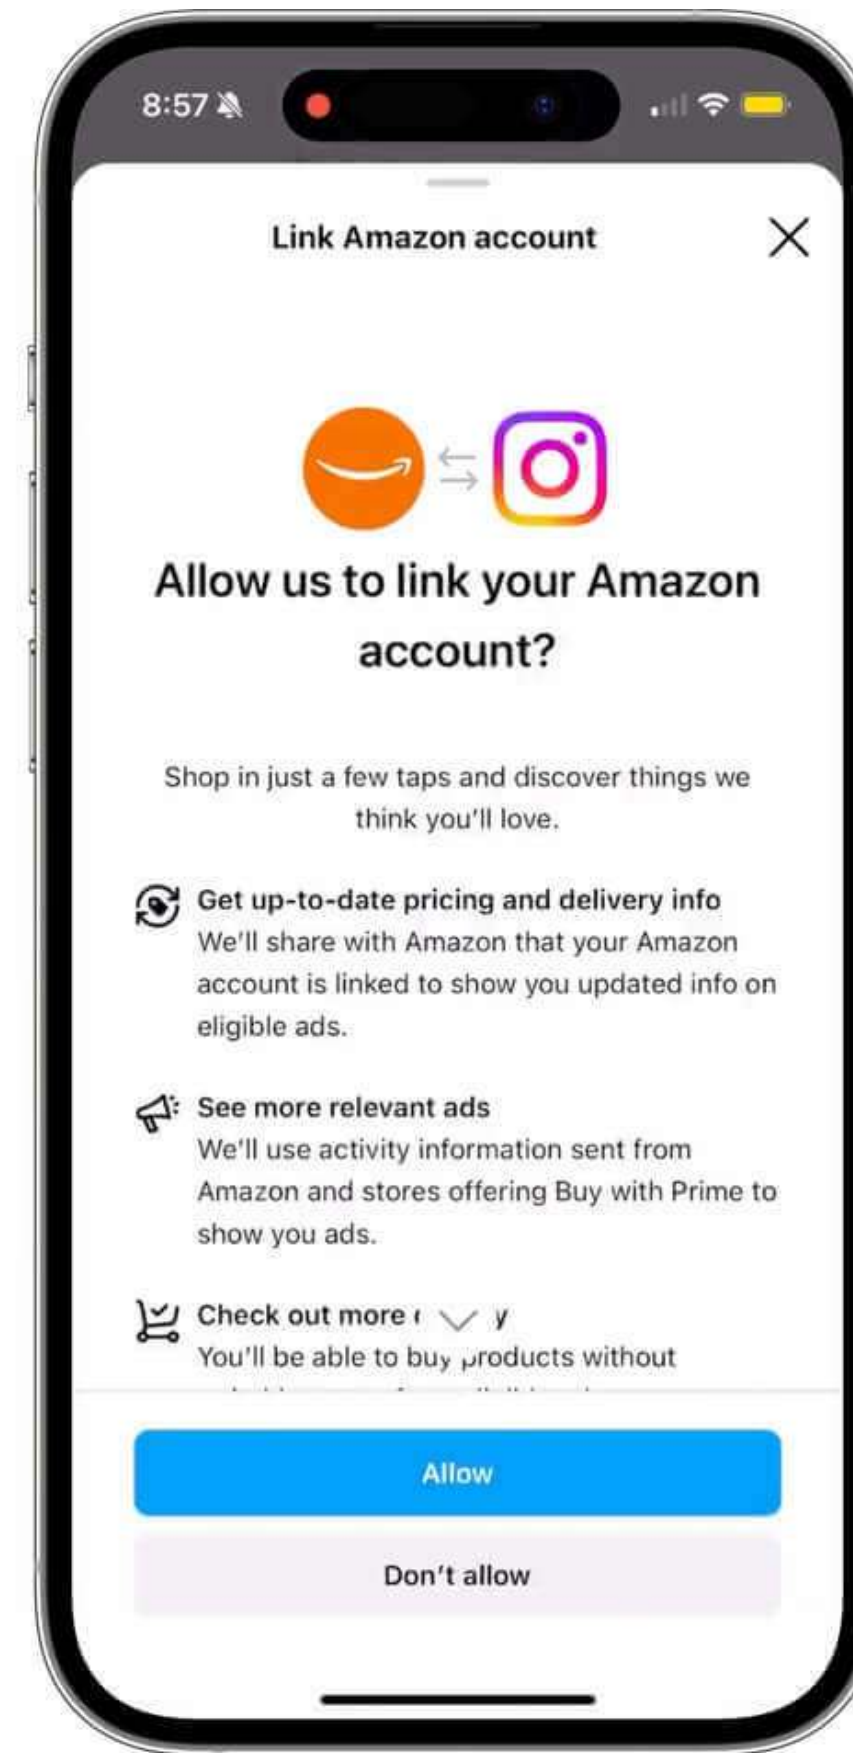 8:57
Link Amazon account
Allow us to link your Amazon
account?
Shop in just a few taps and discover things we
think you'll love.
Get up-to-date pricing and delivery info
We'll share with Amazon that your Amazon
account is linked to show you updated info on
eligible ads.
See more relevant ads
We'll use activity information sent from
Amazon and stores offering Buy with Prime to
show you ads.
Check out more
You'll be able to buy products without
Allow
Don't allow